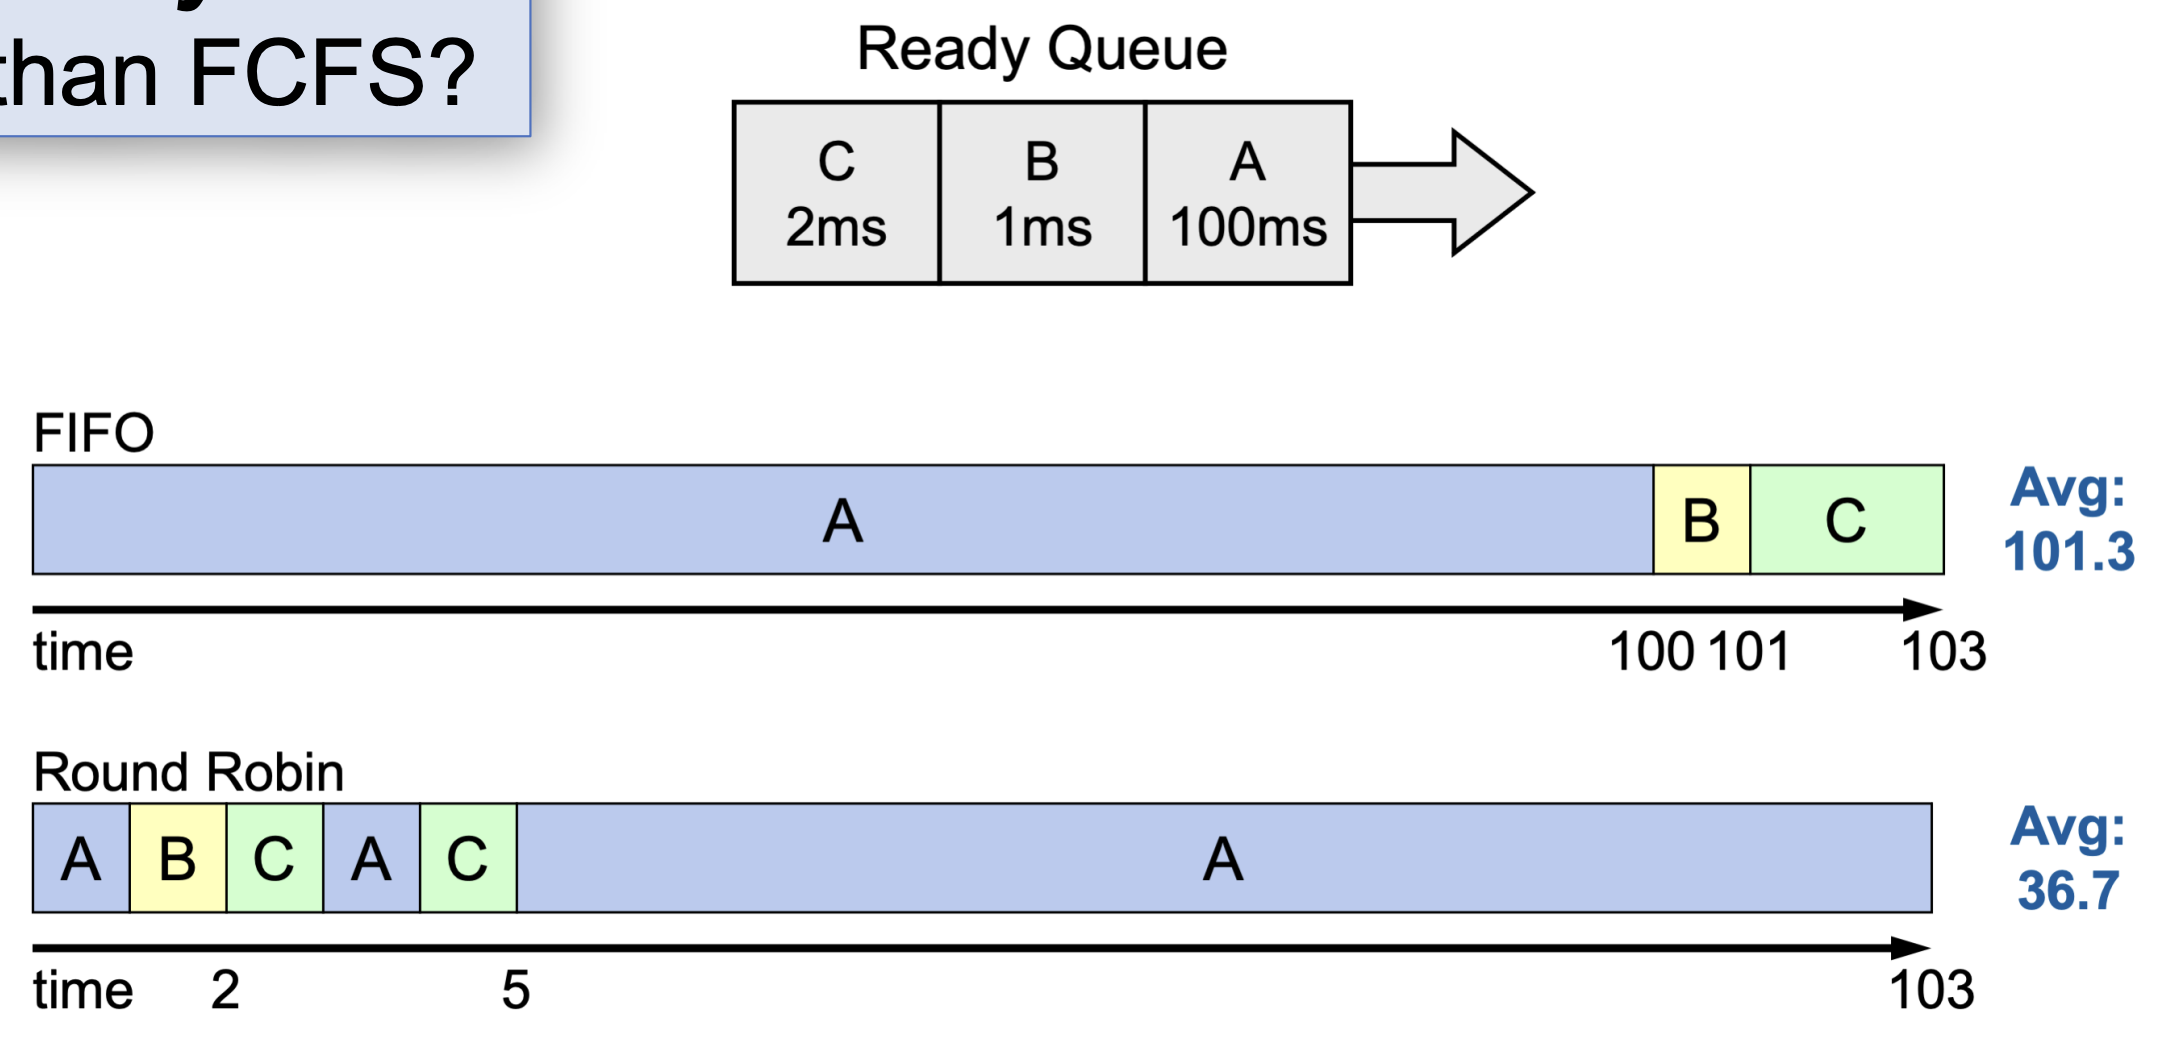 than FCFS?
Ready Queue
C B A
2ms 1ms 100ms
FIFO
A B C
Avg:
101.3
time 100 101 103
Round Robin
A B C A C A
Avg:
36.7
time 2 5 103